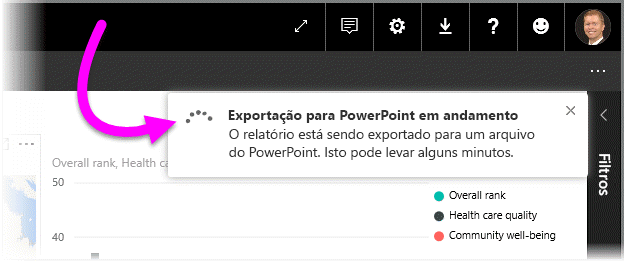 Exportação para PowerPoint em andamento
O relatório está sendo exportado para um arquivo
do PowerPoint. Isto pode levar alguns minutos.
Filtros
Overall rank, Health ca
50
40
Overall rank
Health care quality
Community well-being